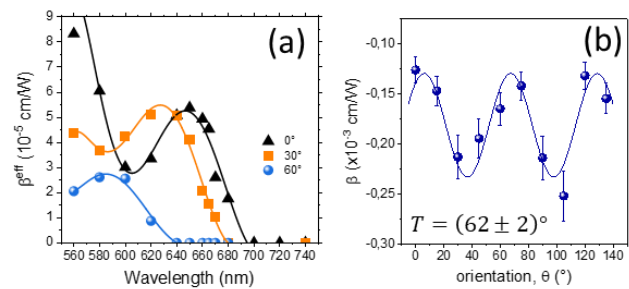 (a)
9
8
7
6
5
4
3
2
1
0
β^eff (10^-5 cm/W)
0°
30°
60°
560 580 600 620 640 660 680 700 720 740
Wavelength (nm)
(b)
-0,10
-0,15
-0,20
-0,25
-0,30
β (x10^-3 cm/W)
T = (62 ± 2)°
0 20 40 60 80 100 120 140
orientation, θ (°)